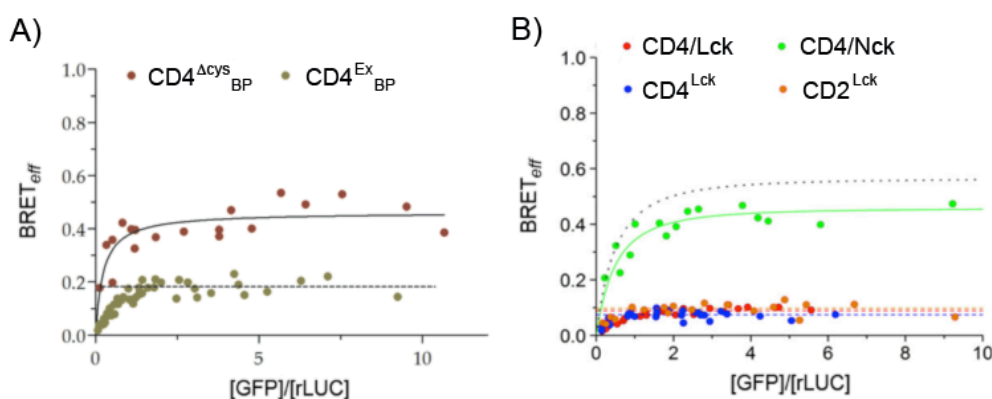 A)
CD4^Δcys_BP CD4^Ex_BP
BRET_eff
1.0
0.8
0.6
0.4
0.2
0.0
0 5 10
[GFP]/[rLUC]
B)
CD4/Lck CD4/Nck
CD4^Lck CD2^Lck
BRET_eff
1.0
0.8
0.6
0.4
0.2
0.0
0 2 4 6 8 10
[GFP]/[rLUC]